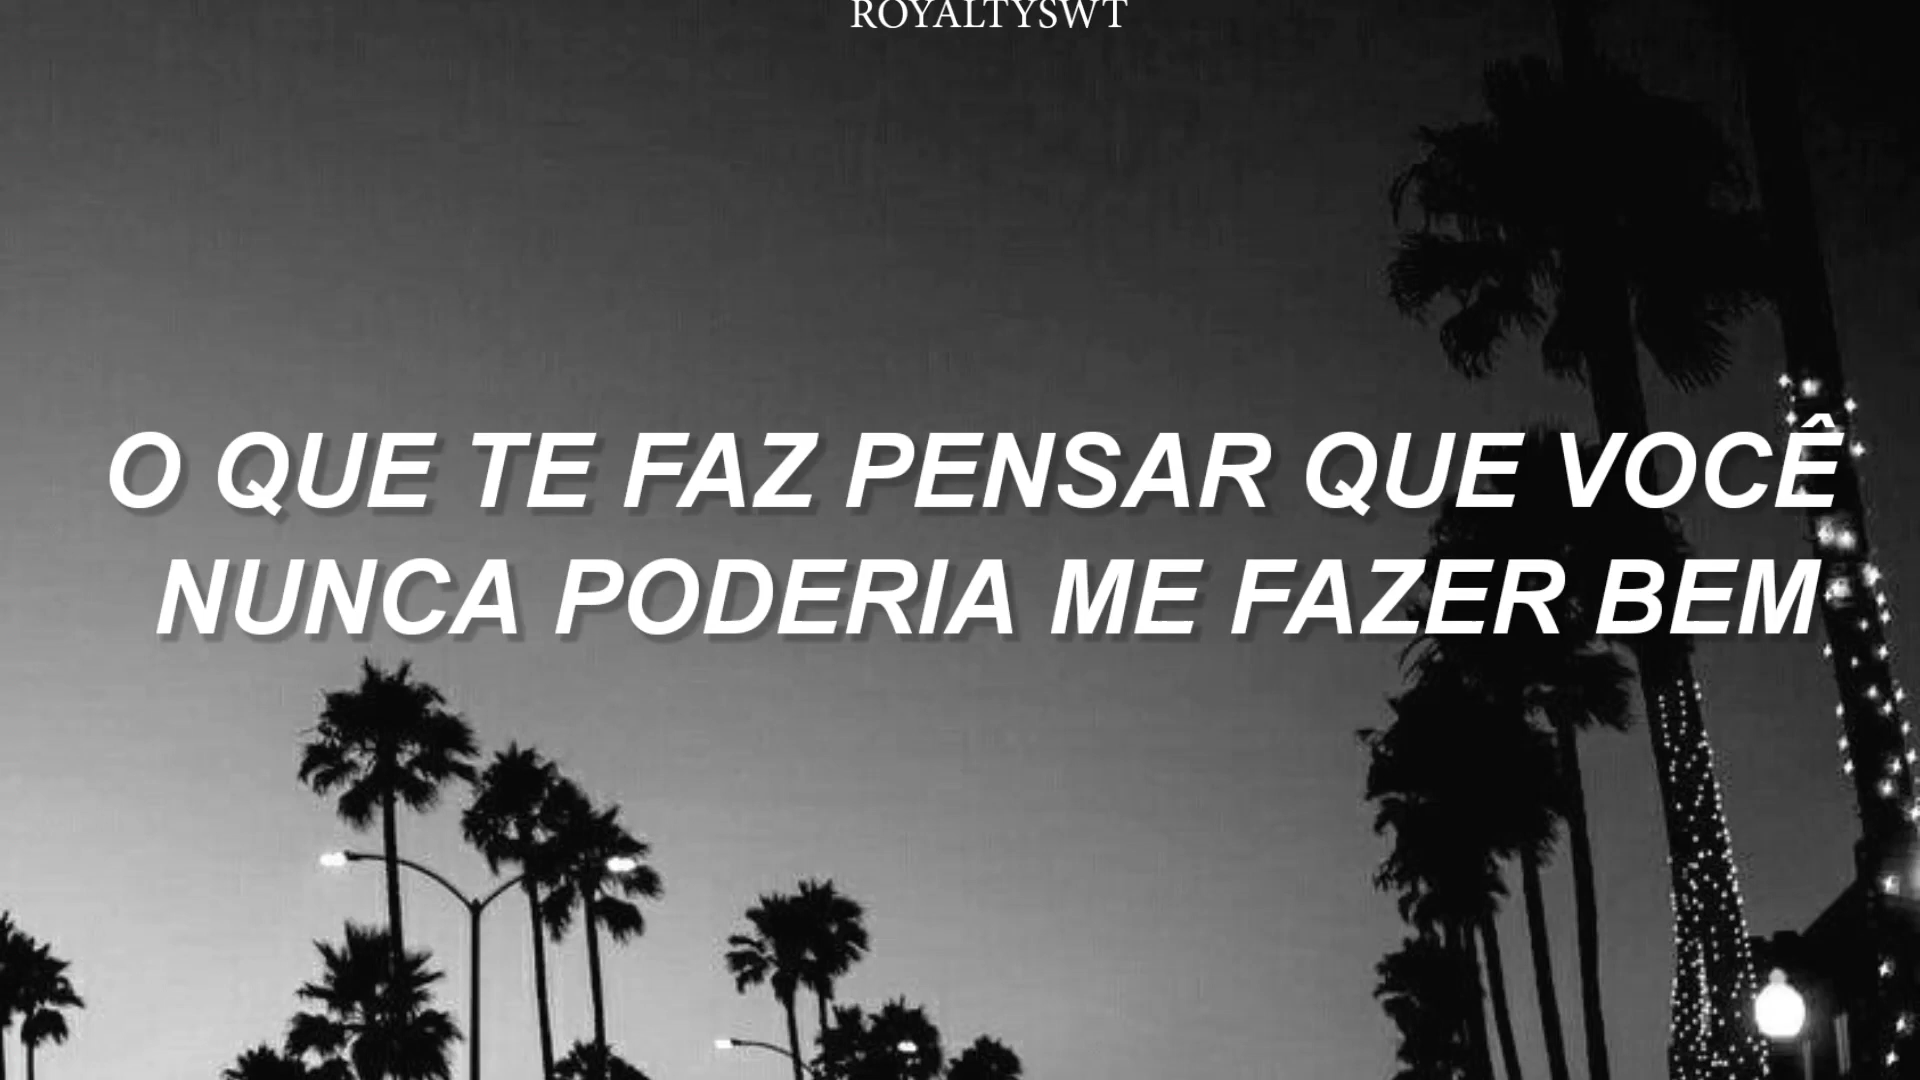 ROYALTYSWT
O QUE TE FAZ PENSAR QUE VOCÊ
NUNCA PODERIA ME FAZER BEM